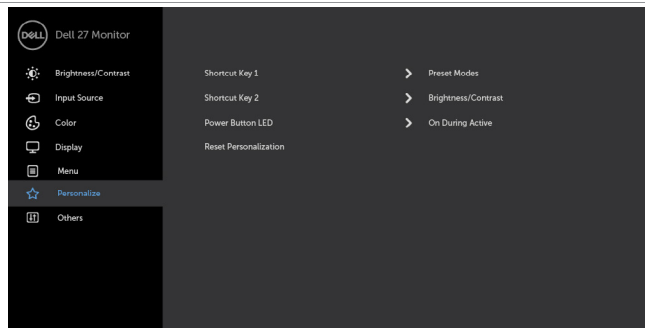 DELL Dell 27 Monitor
Brightness/Contrast Shortcut Key 1 Preset Modes
Input Source Shortcut Key 2 Brightness/Contrast
Color Power Button LED On During Active
Display Reset Personalization
Menu
Personalize
Others